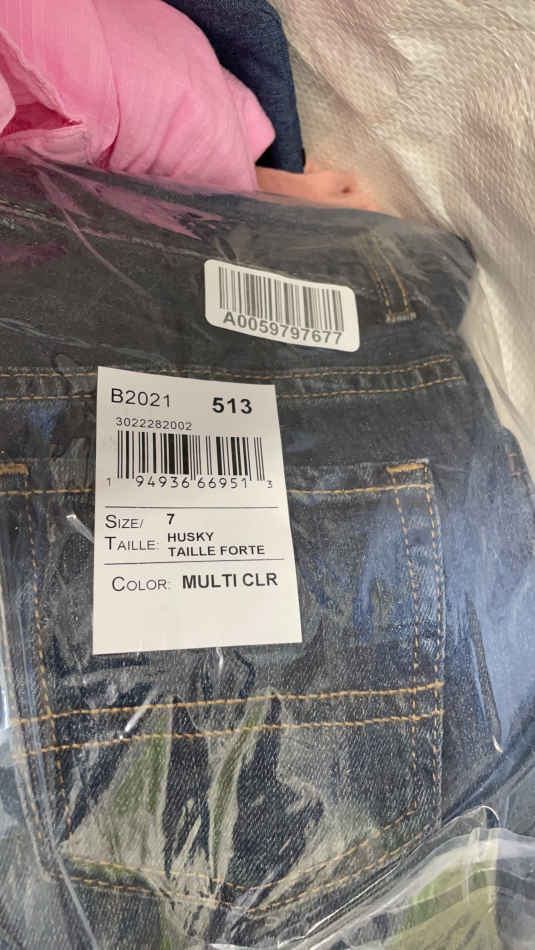 A0059797677
B2021 513
3022282002
1 94936 66951 3
SIZE/ 7
TAILLE: HUSKY
TAILLE FORTE
COLOR: MULTI CLR